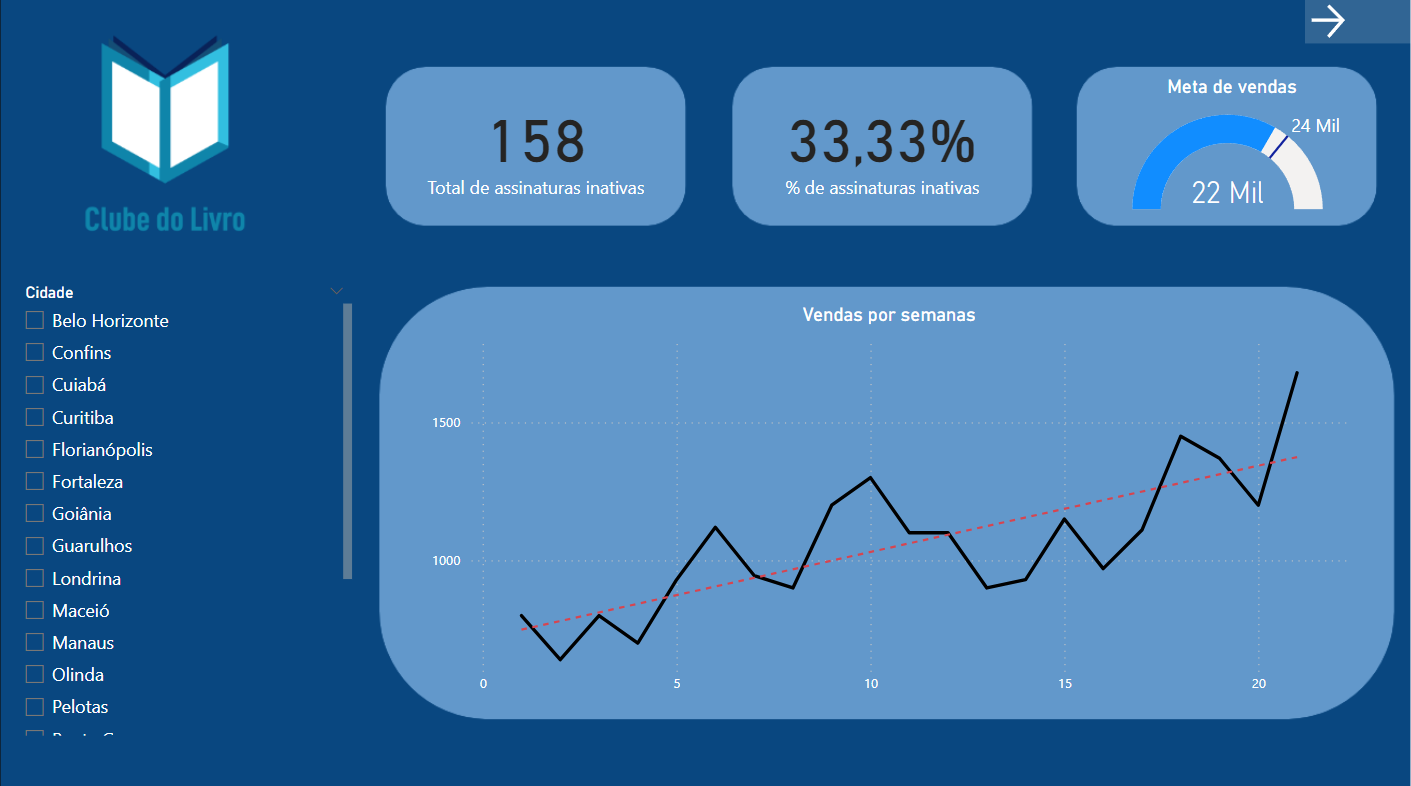 Clube do Livro
158
Total de assinaturas inativas
33,33%
% de assinaturas inativas
Meta de vendas
24 Mil
22 Mil
Cidade
Belo Horizonte
Confins
Cuiabá
Curitiba
Florianópolis
Fortaleza
Goiânia
Guarulhos
Londrina
Maceió
Manaus
Olinda
Pelotas
Vendas por semanas
1500
1000
0 5 10 15 20